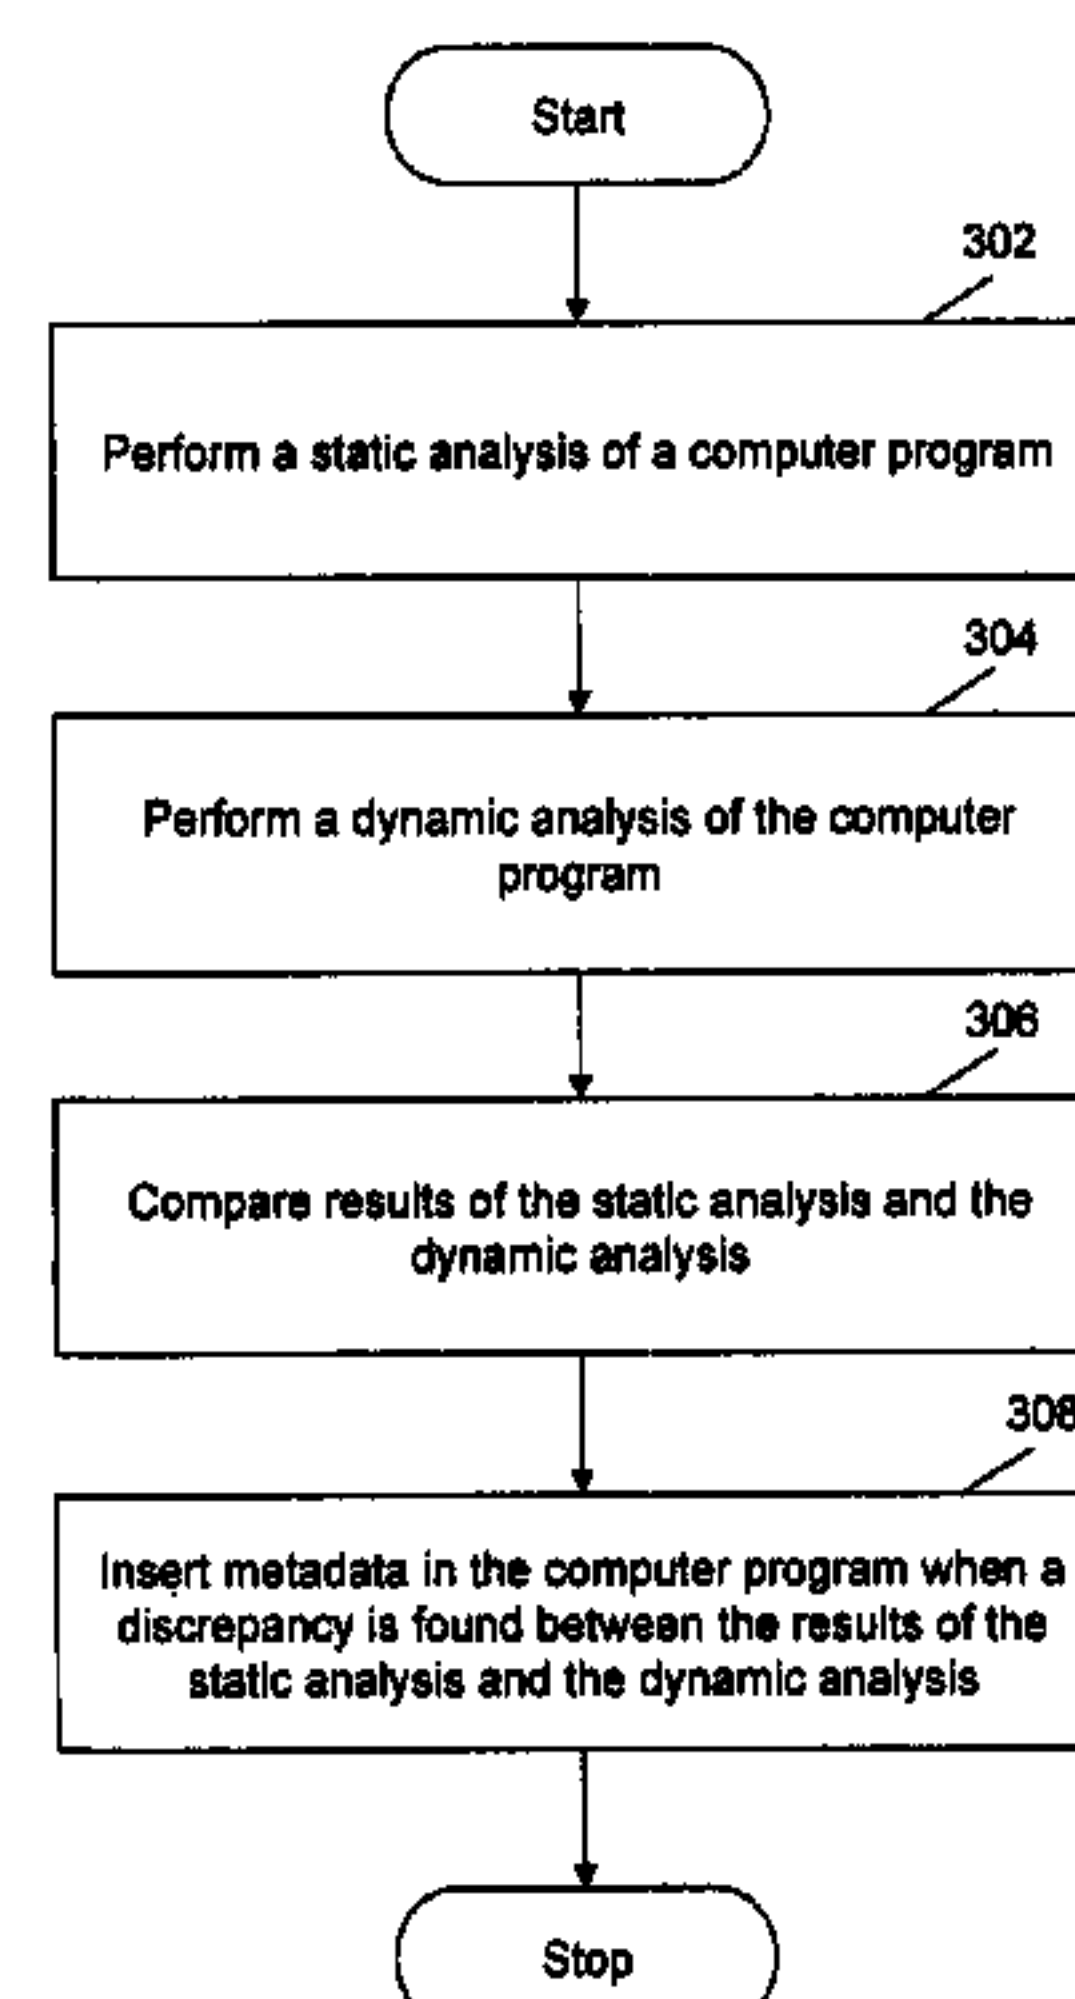 Start
302
Perform a static analysis of a computer program
304
Perform a dynamic analysis of the computer
program
306
Compare results of the static analysis and the
dynamic analysis
308
Insert metadata in the computer program when a
discrepancy is found between the results of the
static analysis and the dynamic analysis
Stop